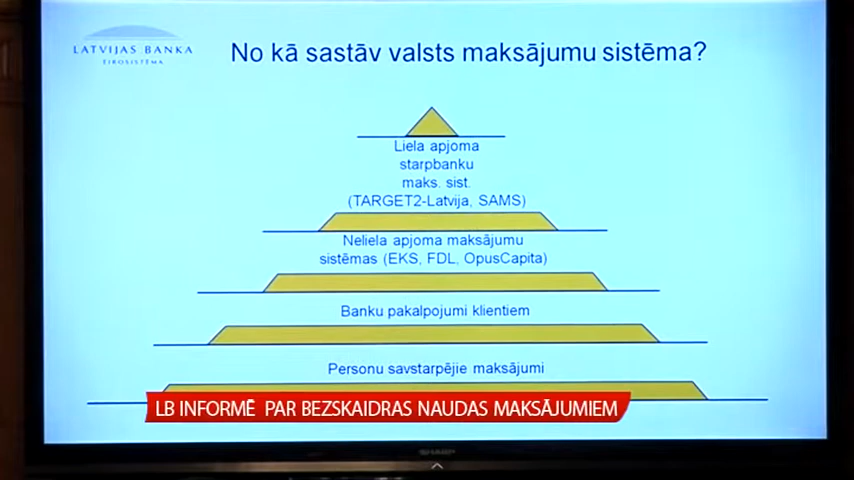 LATVIJAS BANKA
EIROSISTĒMA
No kā sastāv valsts maksājumu sistēma?
Liela apjoma
starpbanku
maks. sist.
(TARGET2-Latvija, SAMS)
Neliela apjoma maksājumu
sistēmas (EKS, FDL, OpusCapita)
Banku pakalpojumi klientiem
Personu savstarpējie maksājumi
LB INFORMĒ PAR BEZSKAIDRAS NAUDAS MAKSĀJUMIEM
SHARP